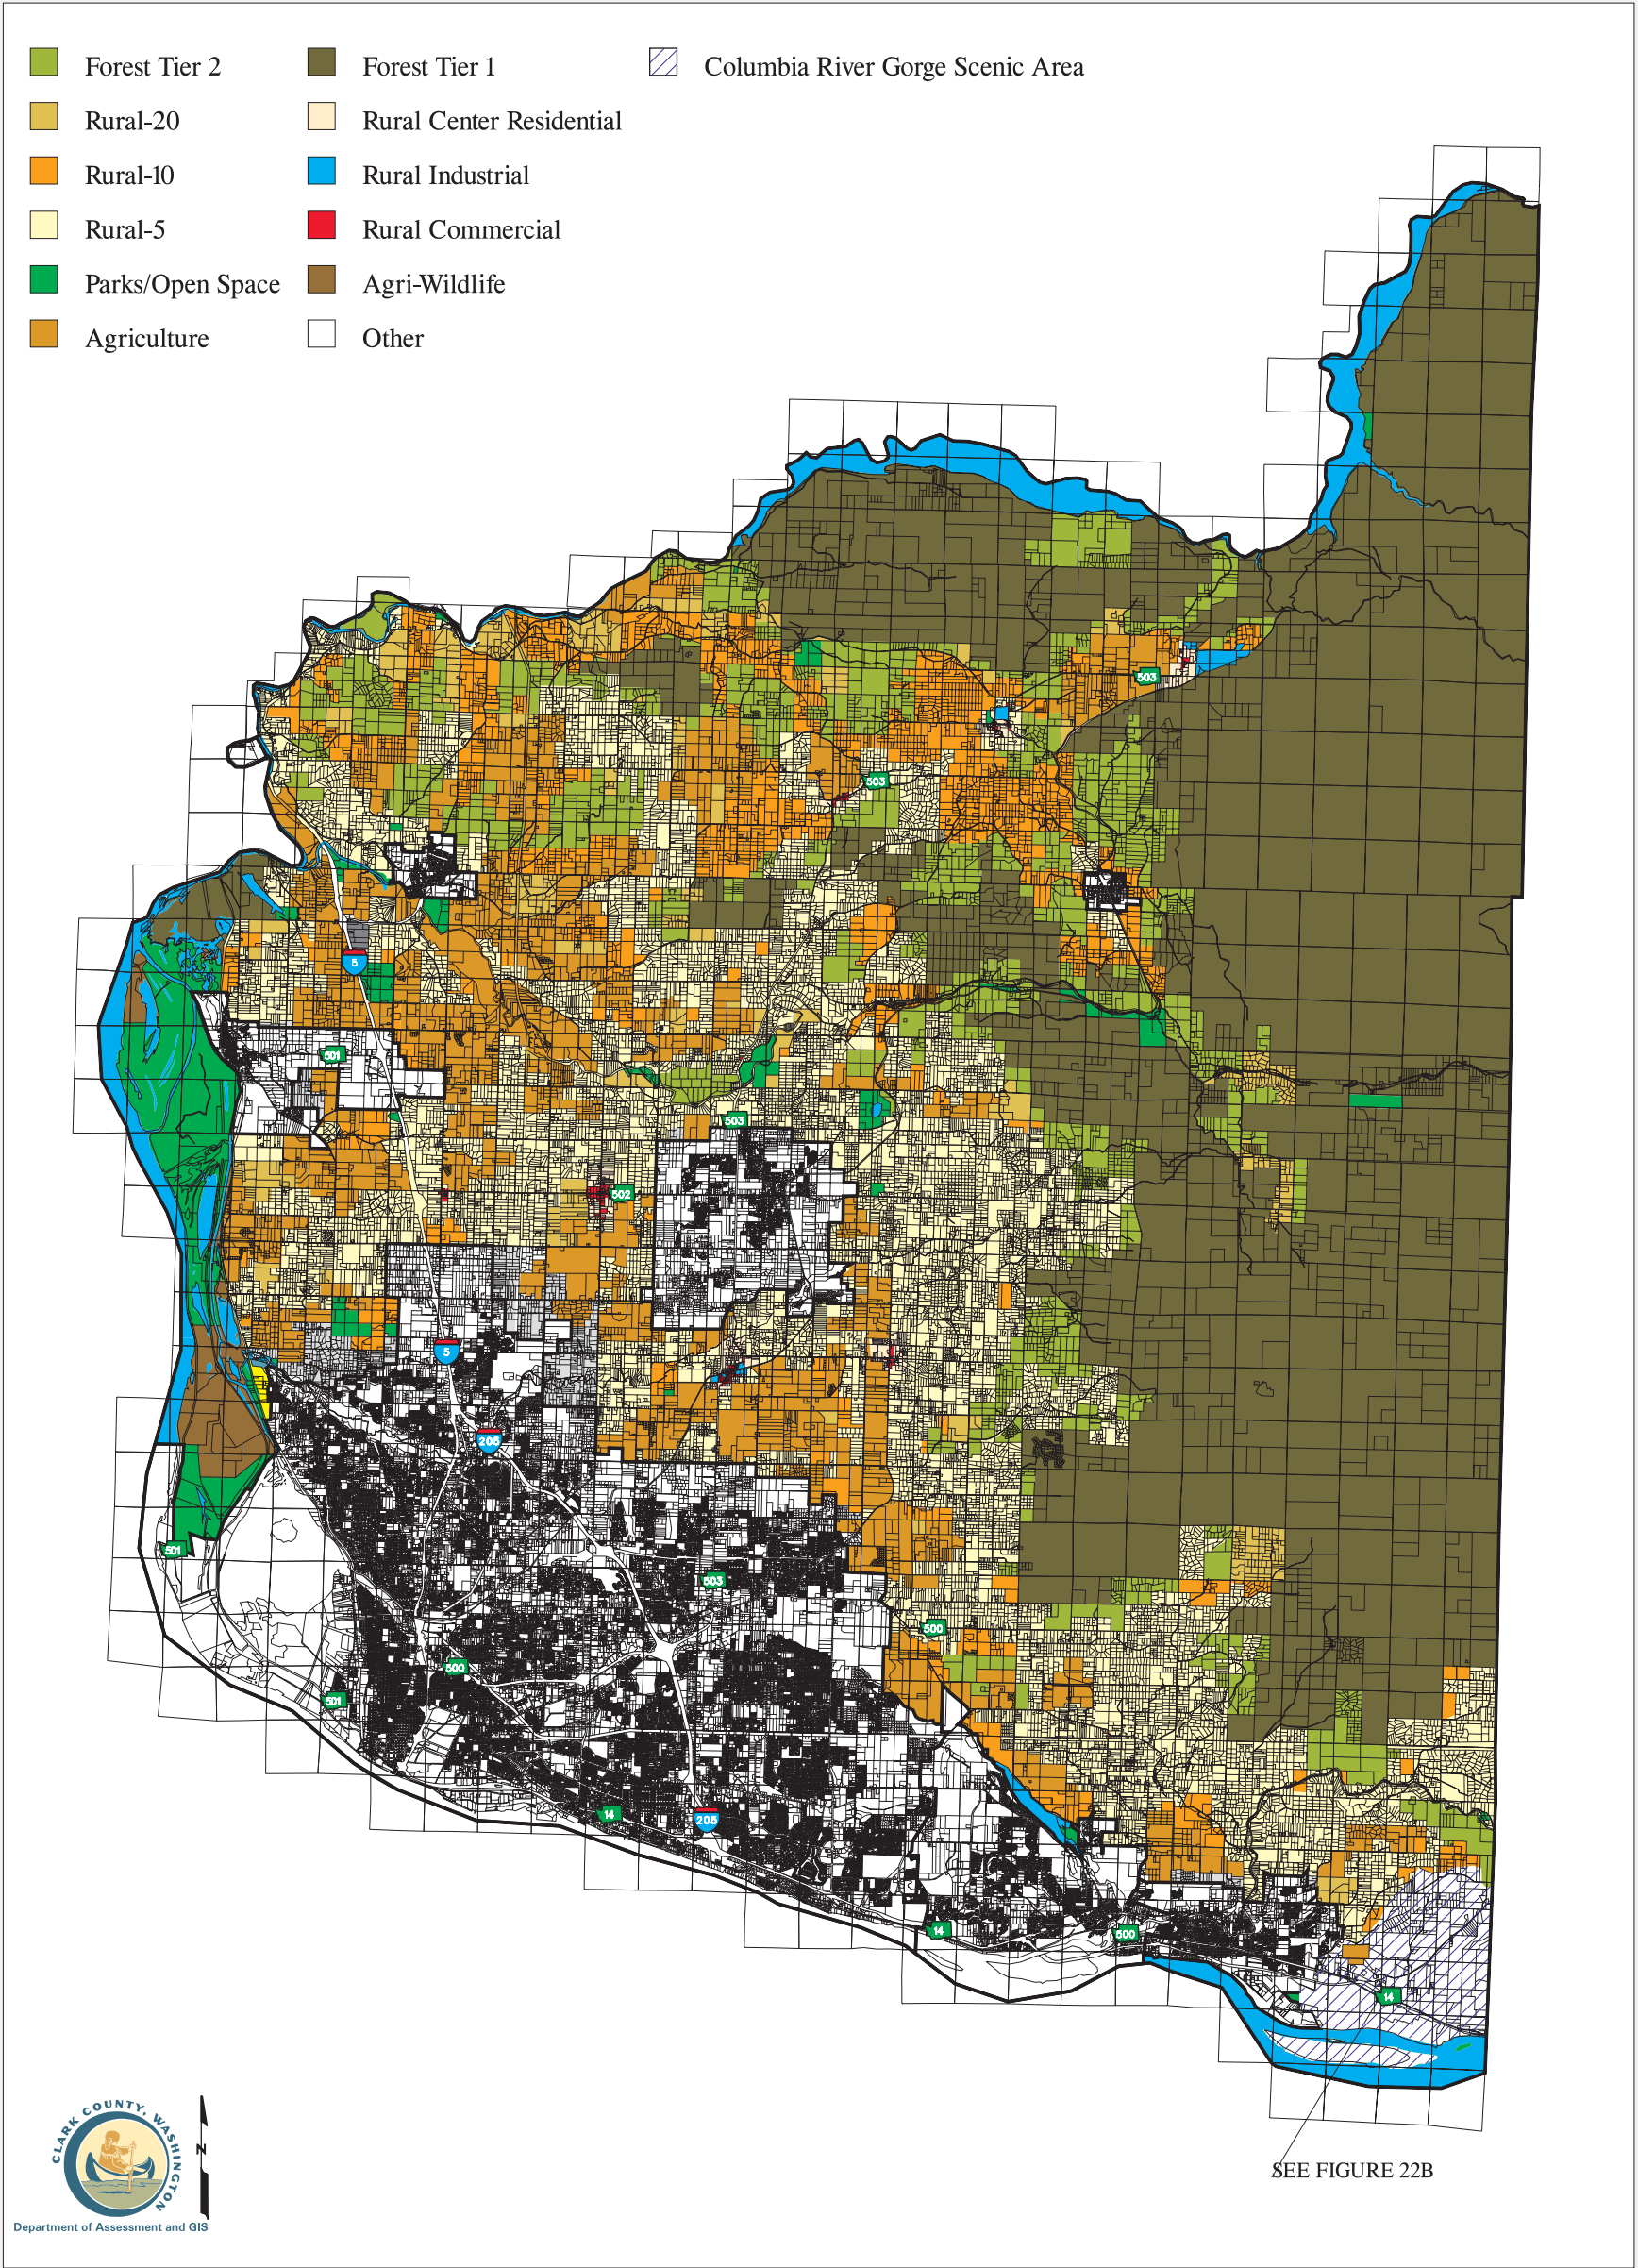 Forest Tier 2
Forest Tier 1
Columbia River Gorge Scenic Area
Rural-20
Rural Center Residential
Rural-10
Rural Industrial
Rural-5
Rural Commercial
Parks/Open Space
Agri-Wildlife
Agriculture
Other
503
503
5
501
503
502
5
205
501
503
500
500
501
14
205
14
500
14
SEE FIGURE 22B
CLARK COUNTY, WASHINGTON
N
Department of Assessment and GIS